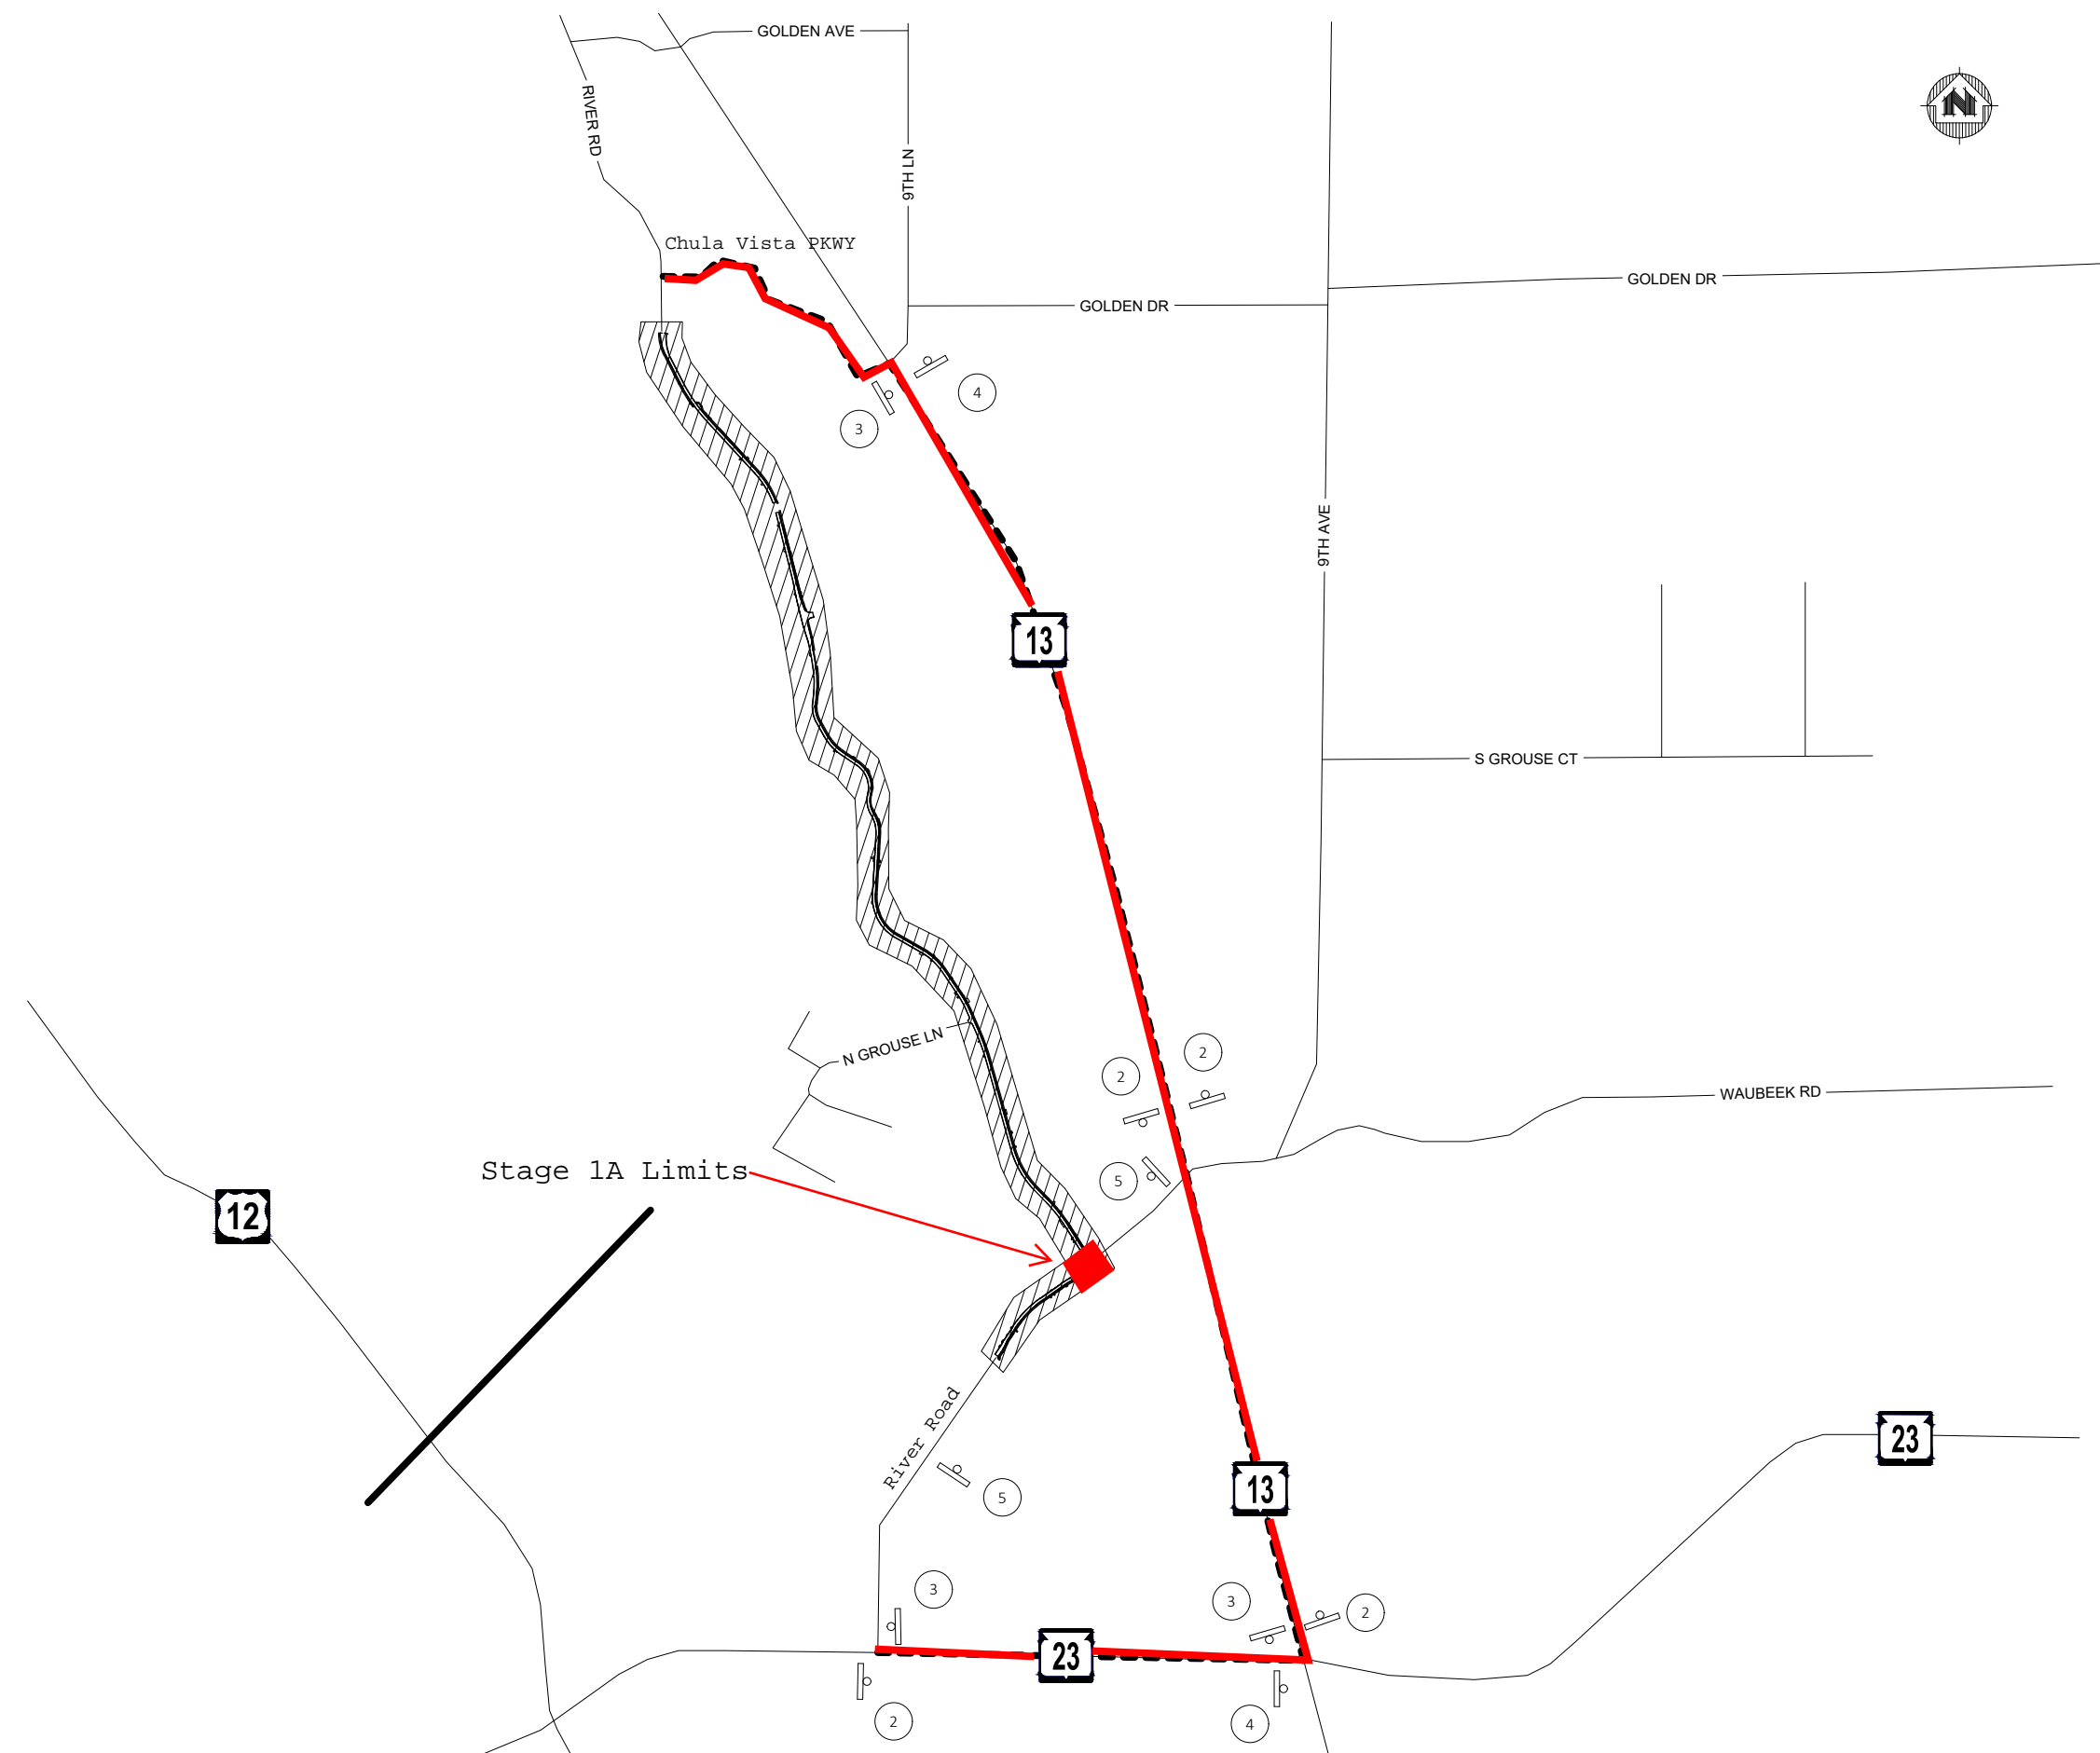 GOLDEN AVE
N
RIVER RD
9TH LN
Chula Vista PKWY
GOLDEN DR
GOLDEN DR
4
3
9TH AVE
13
S GROUSE CT
N GROUSE LN
2
2
WAUBEEK RD
Stage 1A Limits
5
12
River Road
23
13
5
3
3
2
23
2
4